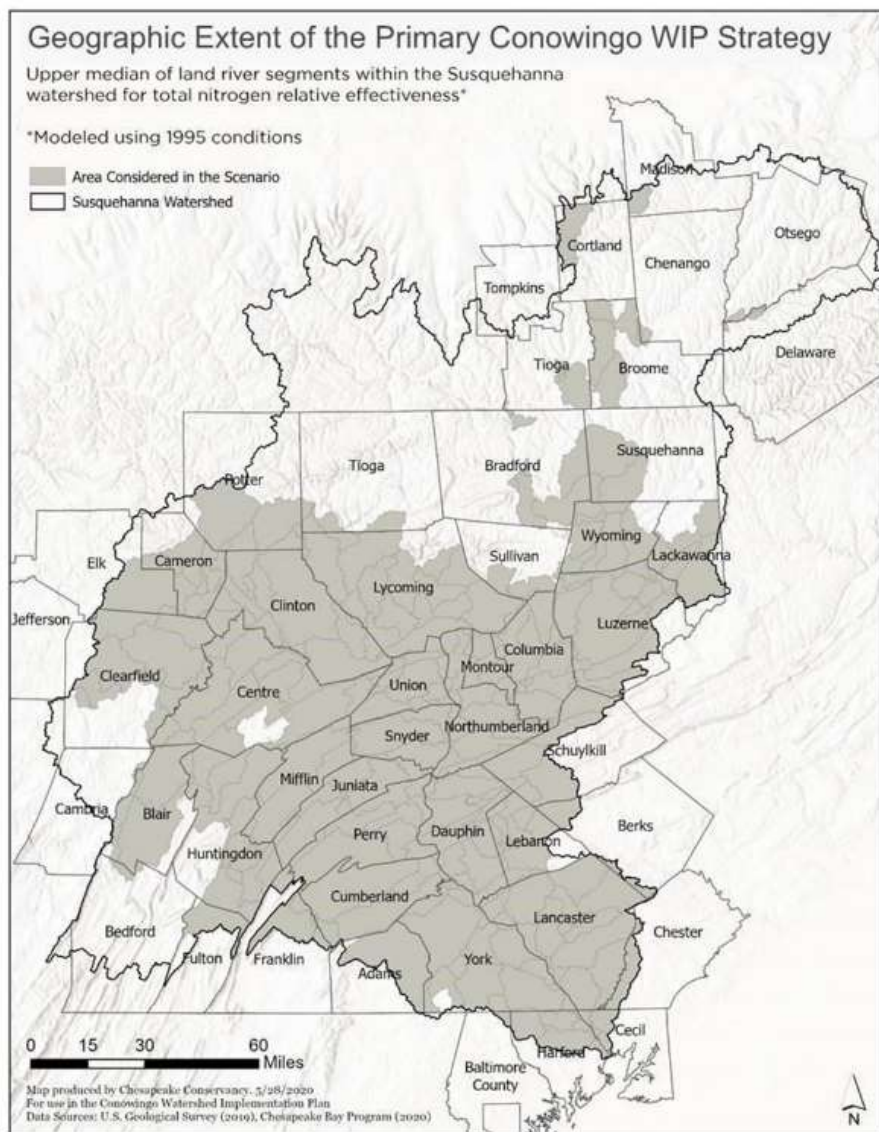 Geographic Extent of the Primary Conowingo WIP Strategy
Upper median of land river segments within the Susquehanna
watershed for total nitrogen relative effectiveness*
*Modeled using 1995 conditions
Area Considered in the Scenario
Susquehanna Watershed
Madison
Cortland
Otsego
Chenango
Tompkins
Delaware
Tioga
Broome
Susquehanna
Tioga
Bradford
Potter
Wyoming
Elk
Cameron
Sullivan
Lackawanna
Lycoming
Clinton
Jefferson
Luzerne
Columbia
Clearfield
Montour
Union
Centre
Northumberland
Snyder
Schuylkill
Mifflin
Juniata
Cambria
Blair
Perry
Dauphin
Berks
Lebanon
Huntingdon
Cumberland
Lancaster
Bedford
Chester
Fulton
Franklin
York
Adams
Cecil
Harford
Baltimore
County
0 15 30 60
Miles
Map produced by Chesapeake Conservancy. 5/28/2020
For use in the Conowingo Watershed Implementation Plan
Data Sources: U.S. Geological Survey (2019), Chesapeake Bay Program (2020)
N